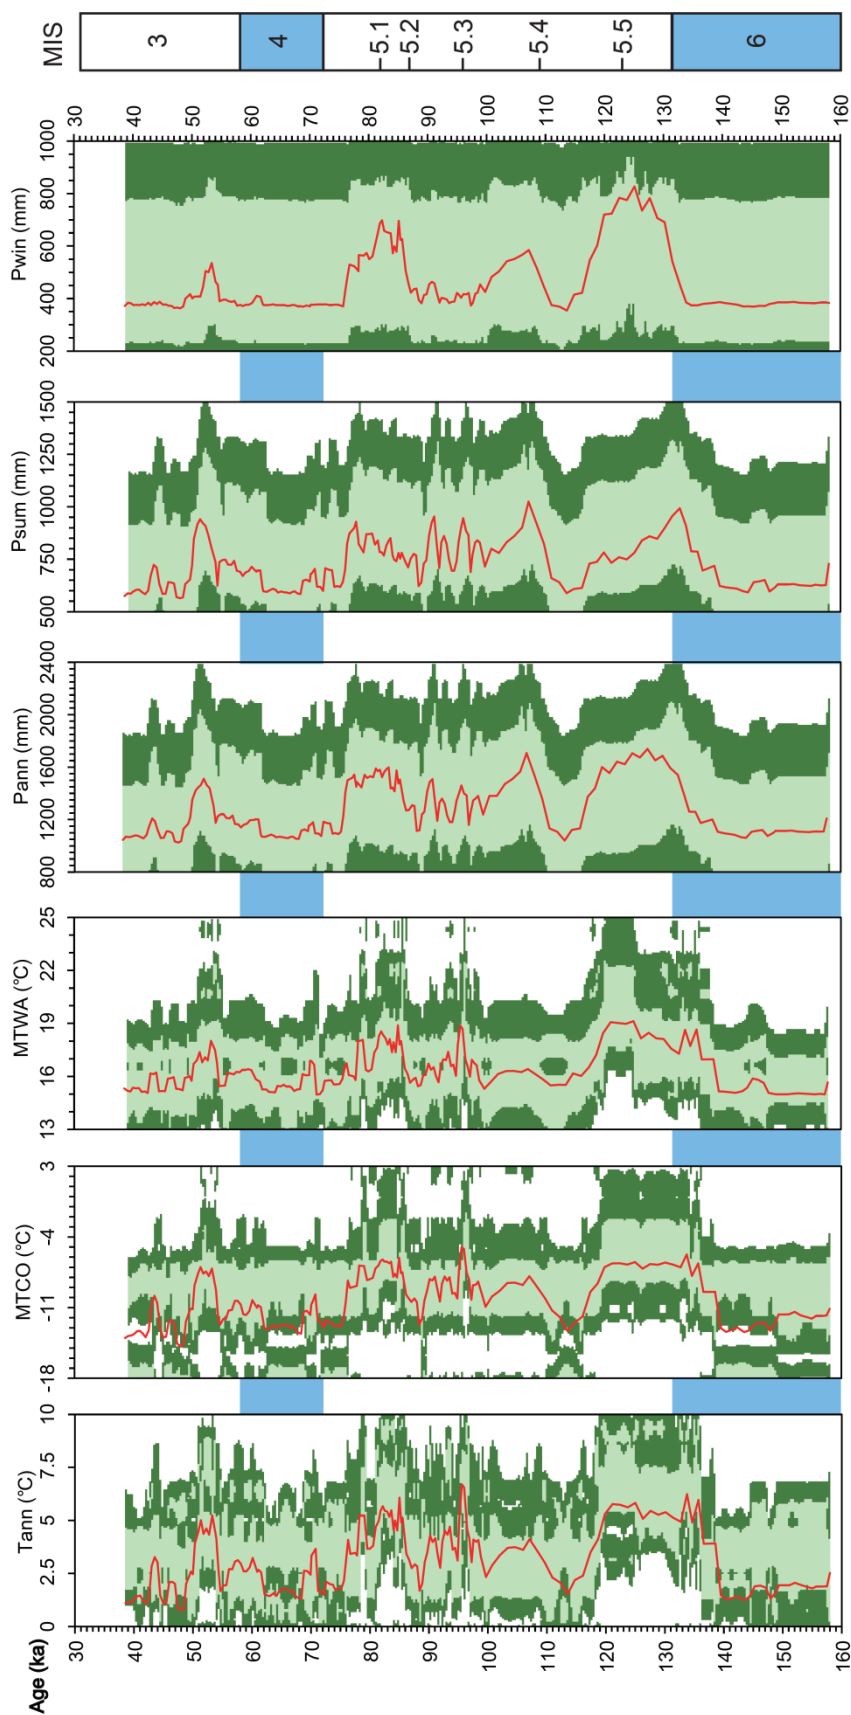 MIS
3
4
5.1
5.2
5.3
5.4
5.5
6
30 40 50 60 70 80 90 100 110 120 130 140 150 160
Pwin (mm)
200 400 600 800 1000
Psum (mm)
500 750 1000 1250 1500
Pann (mm)
800 1200 1600 2000 2400
MTWA (°C)
13 16 19 22 25
MTCO (°C)
-18 -11 -4 3
Tann (°C)
0 2.5 5 7.5 10
Age (ka)
30 40 50 60 70 80 90 100 110 120 130 140 150 160